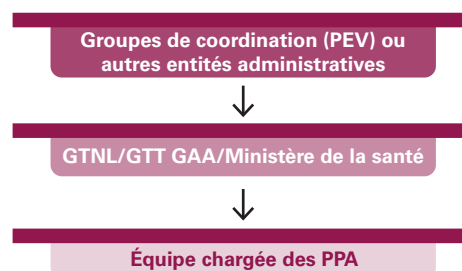 Groupes de coordination (PEV) ou
autres entités administratives
GTNL/GTT GAA/Ministère de la santé
Équipe chargée des PPA